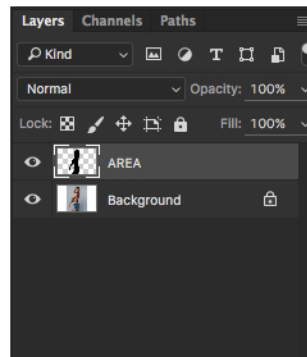 Layers Channels Paths
Kind
Normal Opacity: 100%
Lock: Fill: 100%
AREA
Background